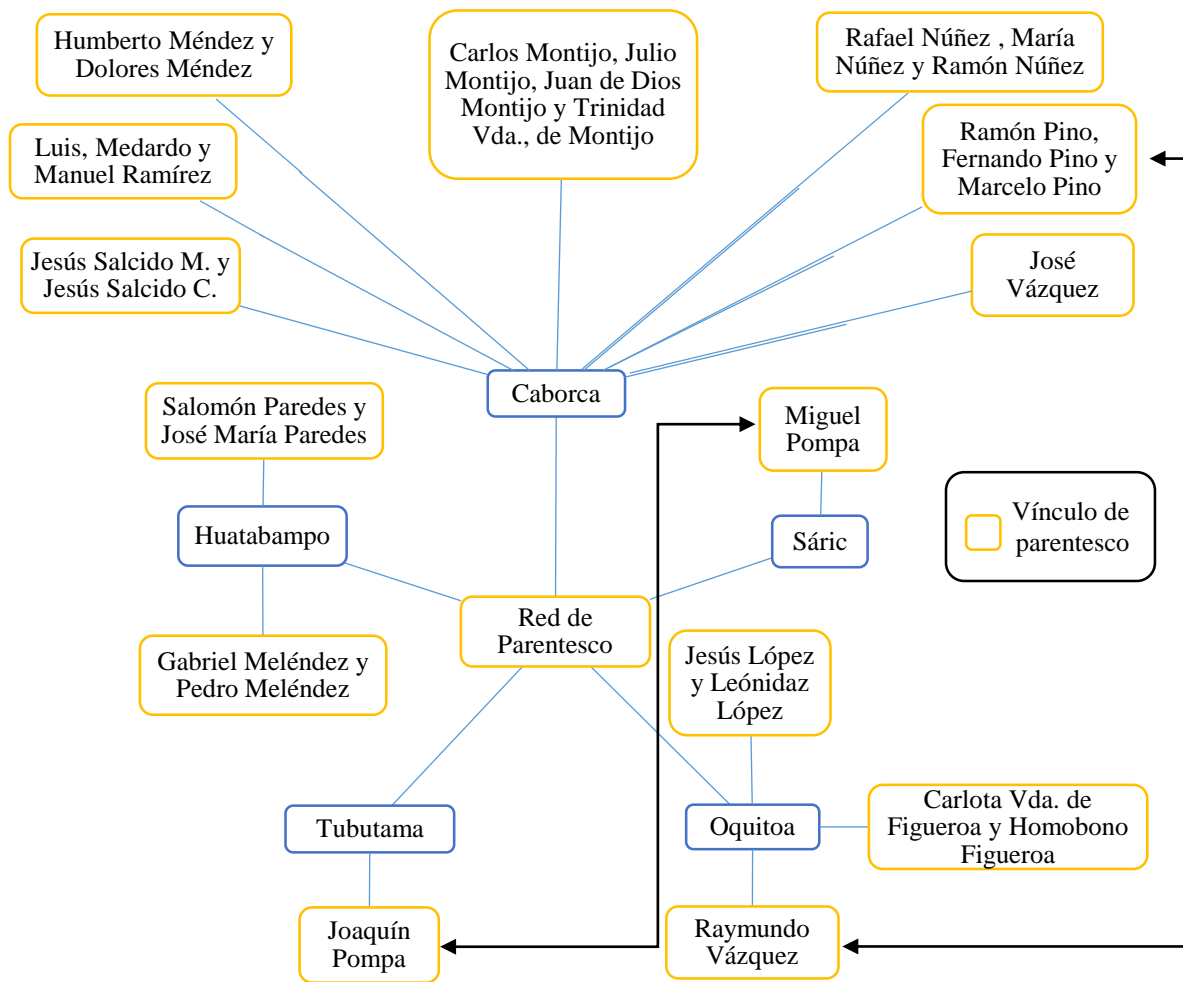 Humberto Méndez y
Dolores Méndez
Carlos Montijo, Julio
Montijo, Juan de Dios
Montijo y Trinidad
Vda., de Montijo
Rafael Núñez , María
Núñez y Ramón Núñez
Luis, Medardo y
Manuel Ramírez
Ramón Pino,
Fernando Pino y
Marcelo Pino
Jesús Salcido M. y
Jesús Salcido C.
José
Vázquez
Caborca
Salomón Paredes y
José María Paredes
Miguel
Pompa
Huatabampo
Sáric
Vínculo de
parentesco
Red de
Parentesco
Gabriel Meléndez y
Pedro Meléndez
Jesús López
y Leónidaz
López
Tubutama
Oquitoa
Carlota Vda. de
Figueroa y Homobono
Figueroa
Joaquín
Pompa
Raymundo
Vázquez